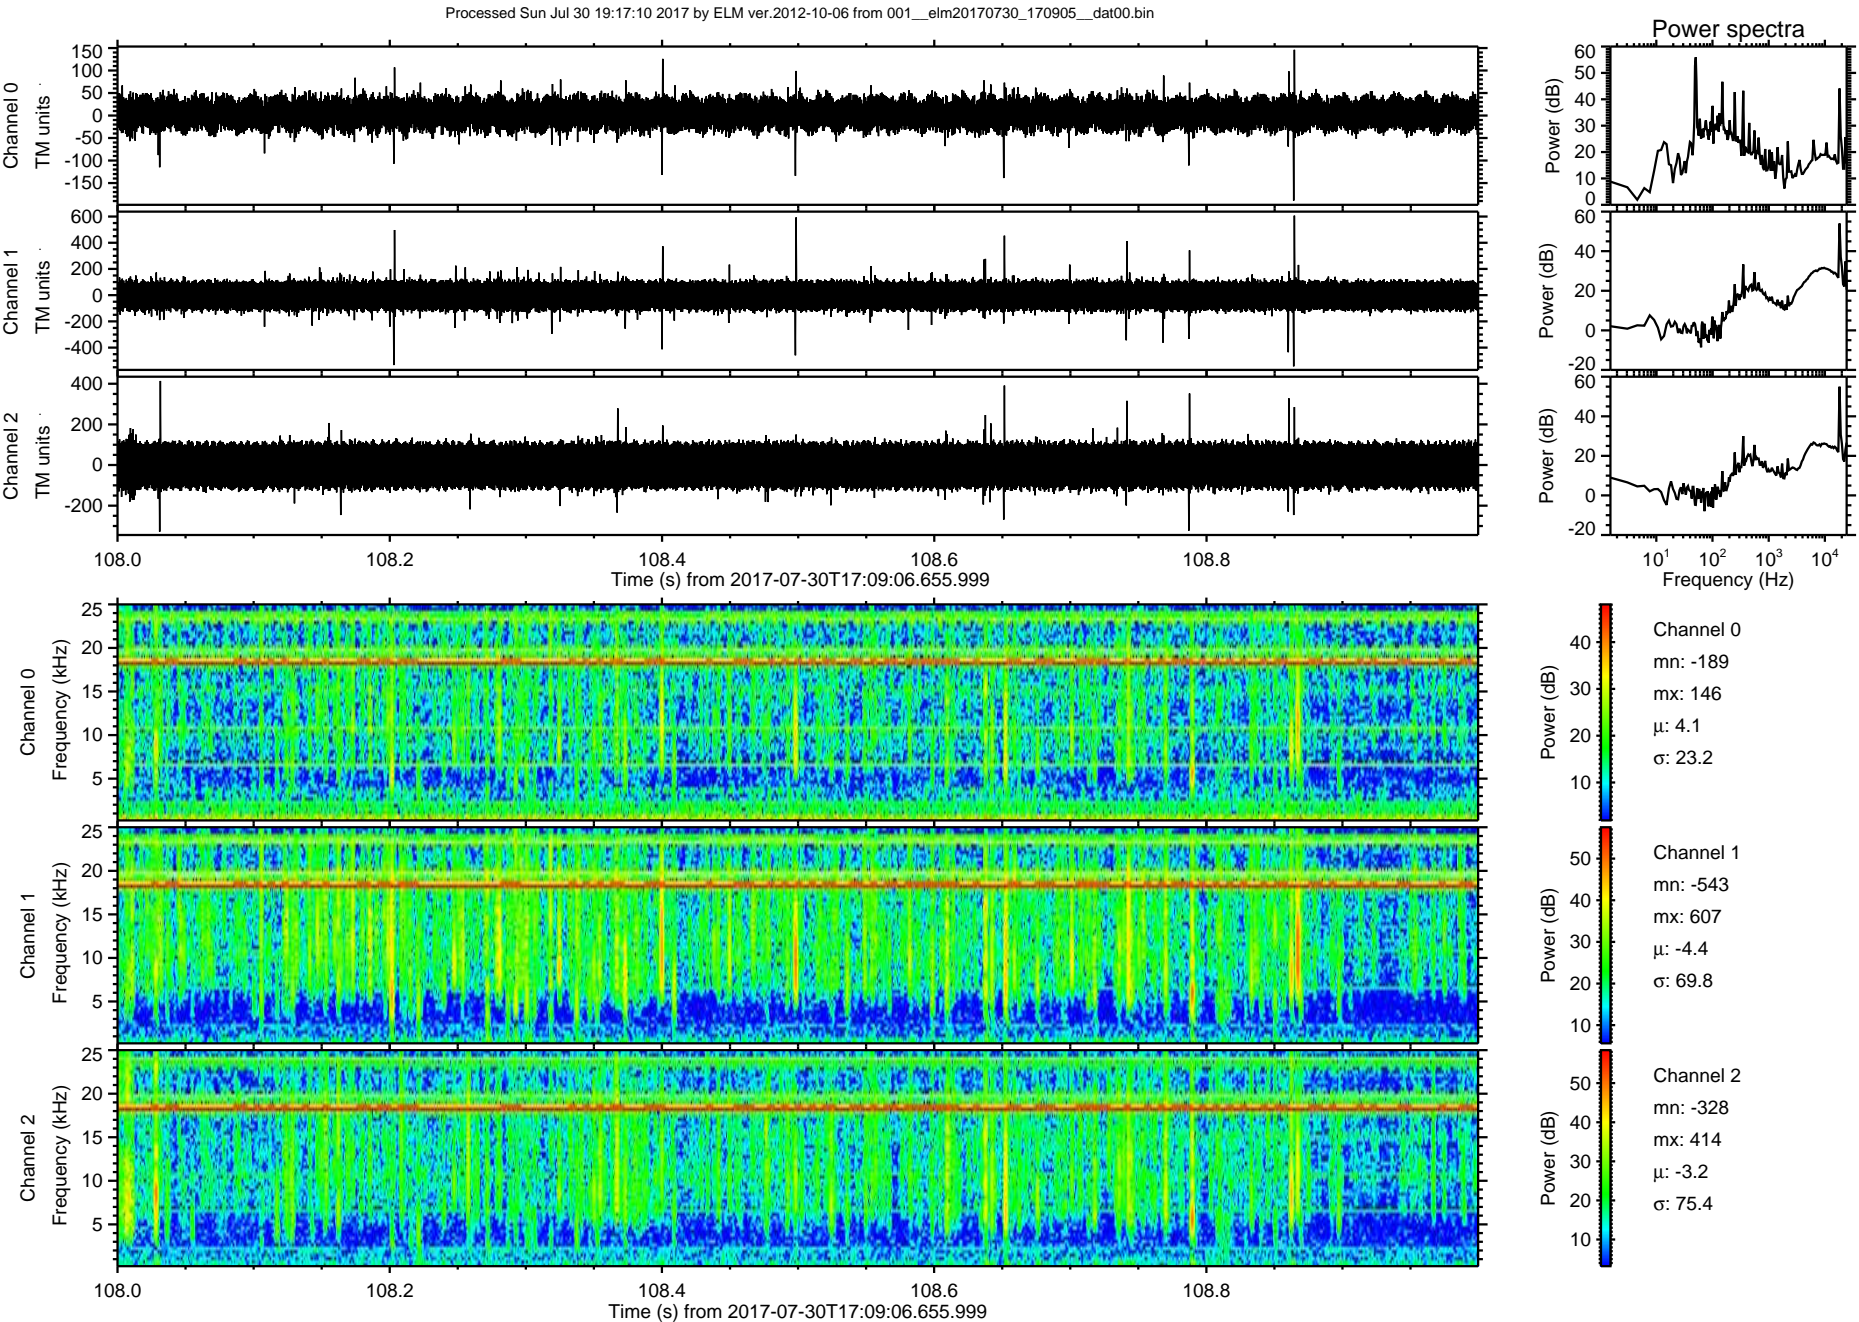 Processed Sun Jul 30 19:17:10 2017 by ELM ver.2012-10-06 from 001__elm20170730_170905__dat00.bin
Power spectra
Channel 0
TM units
150
100
50
0
-50
-100
-150
Power (dB)
60
50
40
30
20
10
0
Channel 1
TM units
600
400
200
0
-200
-400
Power (dB)
60
40
20
0
-20
Channel 2
TM units
400
200
0
-200
Power (dB)
60
40
20
0
-20
108.0 108.2 108.4 108.6 108.8
Time (s) from 2017-07-30T17:09:06.655.999
10^1 10^2 10^3 10^4
Frequency (Hz)
Channel 0
Frequency (kHz)
25
20
15
10
5
Power (dB)
40
30
20
10
Channel 0
mn: -189
mx: 146
µ: 4.1
σ: 23.2
Channel 1
Frequency (kHz)
25
20
15
10
5
Power (dB)
50
40
30
20
10
Channel 1
mn: -543
mx: 607
µ: -4.4
σ: 69.8
Channel 2
Frequency (kHz)
25
20
15
10
5
Power (dB)
50
40
30
20
10
Channel 2
mn: -328
mx: 414
µ: -3.2
σ: 75.4
108.0 108.2 108.4 108.6 108.8
Time (s) from 2017-07-30T17:09:06.655.999